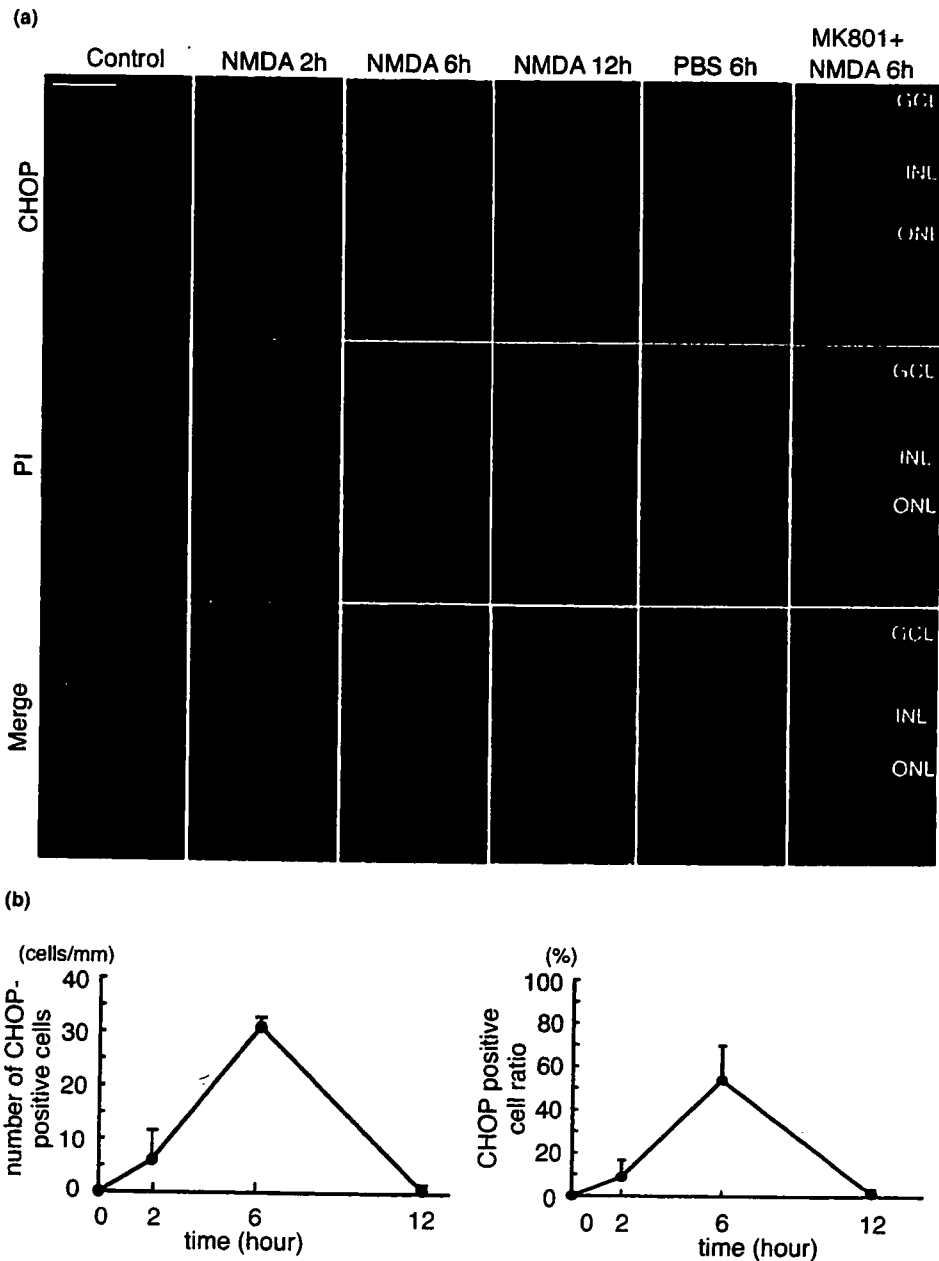 (a)
Control NMDA 2h NMDA 6h NMDA 12h PBS 6h MK801+
NMDA 6h
CHOP
GCL
INL
ONL
PI
GCL
INL
ONL
Merge
GCL
INL
ONL
(b)
(cells/mm)
number of CHOP-
positive cells
40
30
20
10
0
0 2 6 12
time (hour)
(%)
CHOP positive
cell ratio
100
80
60
40
20
0
0 2 6 12
time (hour)